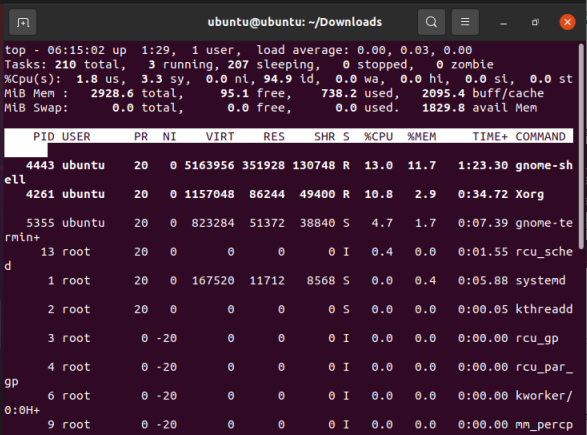 ubuntu@ubuntu: ~/Downloads
top - 06:15:02 up  1:29,  1 user,  load average: 0.00, 0.03, 0.00
Tasks: 210 total,   3 running, 207 sleeping,   0 stopped,   0 zombie
%Cpu(s):  1.8 us,  3.3 sy,  0.0 ni, 94.9 id,  0.0 wa,  0.0 hi,  0.0 si,  0.0 st
MiB Mem :   2928.6 total,     95.1 free,    738.2 used,   2095.4 buff/cache
MiB Swap:      0.0 total,      0.0 free,      0.0 used.   1829.8 avail Mem
PID USER      PR  NI    VIRT    RES    SHR S  %CPU  %MEM     TIME+ COMMAND
4443 ubuntu    20   0 5163956 351928 130748 R  13.0  11.7   1:23.30 gnome-sh
ell
4261 ubuntu    20   0 1157048  86244  49400 R  10.8   2.9   0:34.72 Xorg
5355 ubuntu    20   0  823284  51372  38840 S   4.7   1.7   0:07.39 gnome-te
rmin+
13 root      20   0       0      0      0 I   0.4   0.0   0:01.55 rcu_sche
d
1 root      20   0  167520  11712   8568 S   0.0   0.4   0:05.88 systemd
2 root      20   0       0      0      0 S   0.0   0.0   0:00.05 kthreadd
3 root       0 -20       0      0      0 I   0.0   0.0   0:00.00 rcu_gp
4 root       0 -20       0      0      0 I   0.0   0.0   0:00.00 rcu_par_
gp
6 root       0 -20       0      0      0 I   0.0   0.0   0:00.00 kworker/
0:0H+
9 root       0 -20       0      0      0 I   0.0   0.0   0:00.00 mm_percp